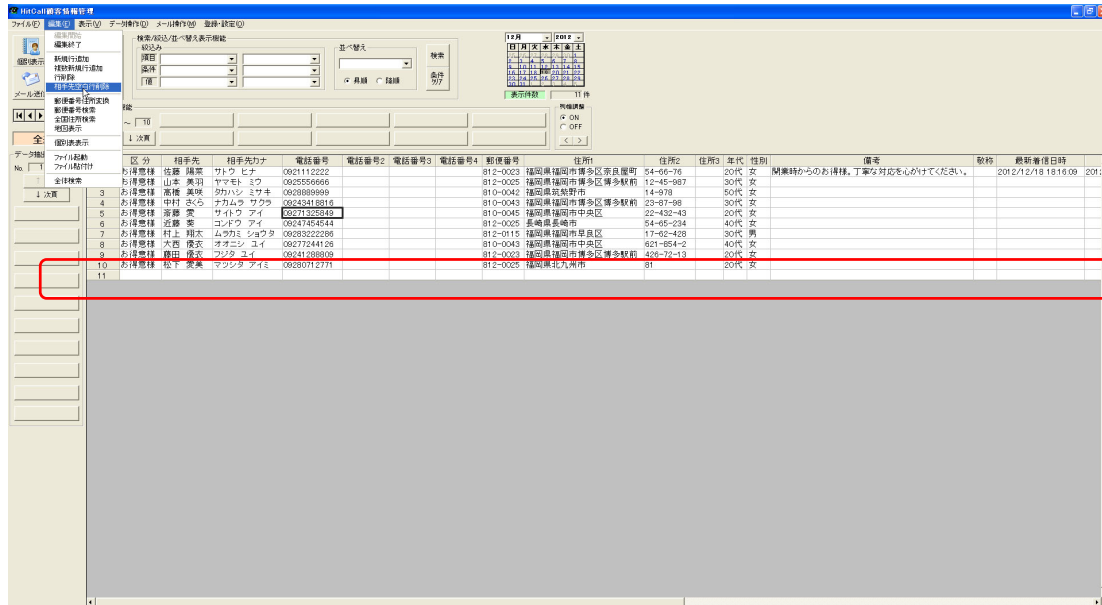 HitCall顧客情報管理
ファイル(F) 編集(E) 表示(V) データ操作(D) メール操作(M) 登録・設定(O)
編集開始
編集終了
新規行追加
複数新規行追加
行削除
相手先空白行削除
郵便番号住所変換
郵便番号検索
全国住所検索
地図表示
個別表表示
ファイル起動
ファイル貼付け
全体検索
個別表示
メール送信
検索/絞込/並べ替え表示機能
絞込み
項目
条件
値
並べ替え
昇順 降順
検索
条件クリア
12月 2012
日 月 火 水 木 金 土
表示件数 11 件
列幅調整
ON
OFF
< >
～ 10
↓ 次頁
No. 1
↓ 次頁
区分 相手先 相手先カナ 電話番号 電話番号2 電話番号3 電話番号4 郵便番号 住所1 住所2 住所3 年代 性別 備考 敬称 最新着信日時
お得意様 佐藤 陽菜 サトウ ヒナ 0921112222 812-0023 福岡県福岡市博多区奈良屋町 54-66-76 20代 女 開業時からのお得様。丁寧な対応を心がけてください。 2012/12/18 18:16:09 2012
お得意様 山本 美羽 ヤマモト ミウ 0925556666 812-0025 福岡県福岡市博多区博多駅前 12-45-987 30代 女
3 お得意様 高橋 美咲 タカハシ ミサキ 0928889999 810-0042 福岡県筑紫野市 14-978 50代 女
4 お得意様 中村 さくら ナカムラ サクラ 09243418816 810-0043 福岡県福岡市博多区博多駅前 23-87-98 30代 女
5 お得意様 斎藤 愛 サイトウ アイ 09271325849 810-0045 福岡県福岡市中央区 22-432-43 20代 女
6 お得意様 近藤 葵 コンドウ アイ 09247454544 812-0025 長崎県長崎市 54-65-234 40代 女
7 お得意様 村上 翔太 ムラカミ ショウタ 09283222286 812-0115 福岡県福岡市早良区 17-62-428 30代 男
8 お得意様 大西 優衣 オオニシ ユイ 09277244126 810-0043 福岡県福岡市中央区 621-854-2 40代 女
9 お得意様 藤田 優衣 フジタ ユイ 09241288809 812-0023 福岡県福岡市博多区博多駅前 426-72-13 20代 女
10 お得意様 松下 愛美 マツシタ アイミ 09280712771 812-0025 福岡県北九州市 81 20代 女
11